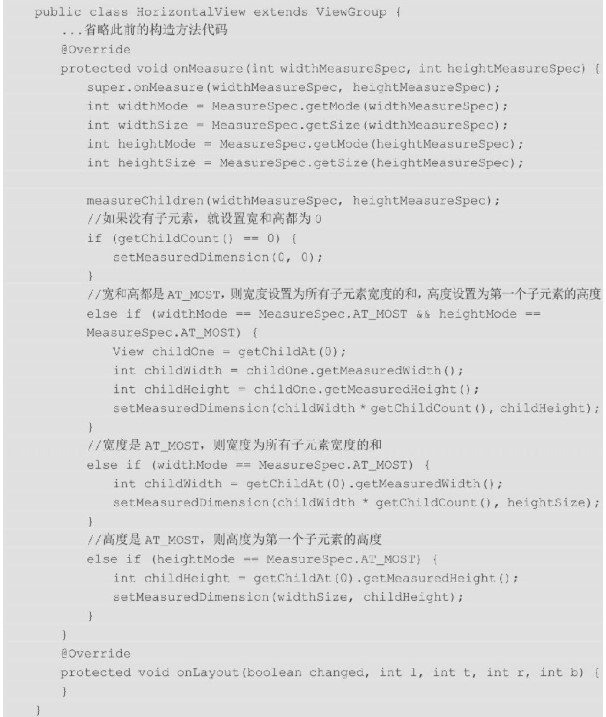 public class HorizontalView extends ViewGroup {
...省略此前的构造方法代码
@Override
protected void onMeasure(int widthMeasureSpec, int heightMeasureSpec) {
super.onMeasure(widthMeasureSpec, heightMeasureSpec);
int widthMode = MeasureSpec.getMode(widthMeasureSpec);
int widthSize = MeasureSpec.getSize(widthMeasureSpec);
int heightMode = MeasureSpec.getMode(heightMeasureSpec);
int heightSize = MeasureSpec.getSize(heightMeasureSpec);
measureChildren(widthMeasureSpec, heightMeasureSpec);
//如果没有子元素，就设置宽和高都为 0
if (getChildCount() == 0) {
setMeasuredDimension(0, 0);
}
//宽和高都是 AT_MOST，则宽度设置为所有子元素宽度的和，高度设置为第一个子元素的高度
else if (widthMode == MeasureSpec.AT_MOST && heightMode ==
MeasureSpec.AT_MOST) {
View childOne = getChildAt(0);
int childWidth = childOne.getMeasuredWidth();
int childHeight = childOne.getMeasuredHeight();
setMeasuredDimension(childWidth * getChildCount(), childHeight);
}
//宽度是 AT_MOST，则宽度为所有子元素宽度的和
else if (widthMode == MeasureSpec.AT_MOST) {
int childWidth = getChildAt(0).getMeasuredWidth();
setMeasuredDimension(childWidth * getChildCount(), heightSize);
}
//高度是 AT_MOST，则高度为第一个子元素的高度
else if (heightMode == MeasureSpec.AT_MOST) {
int childHeight = getChildAt(0).getMeasuredHeight();
setMeasuredDimension(widthSize, childHeight);
}
}
@Override
protected void onLayout(boolean changed, int l, int t, int r, int b) {
}
}